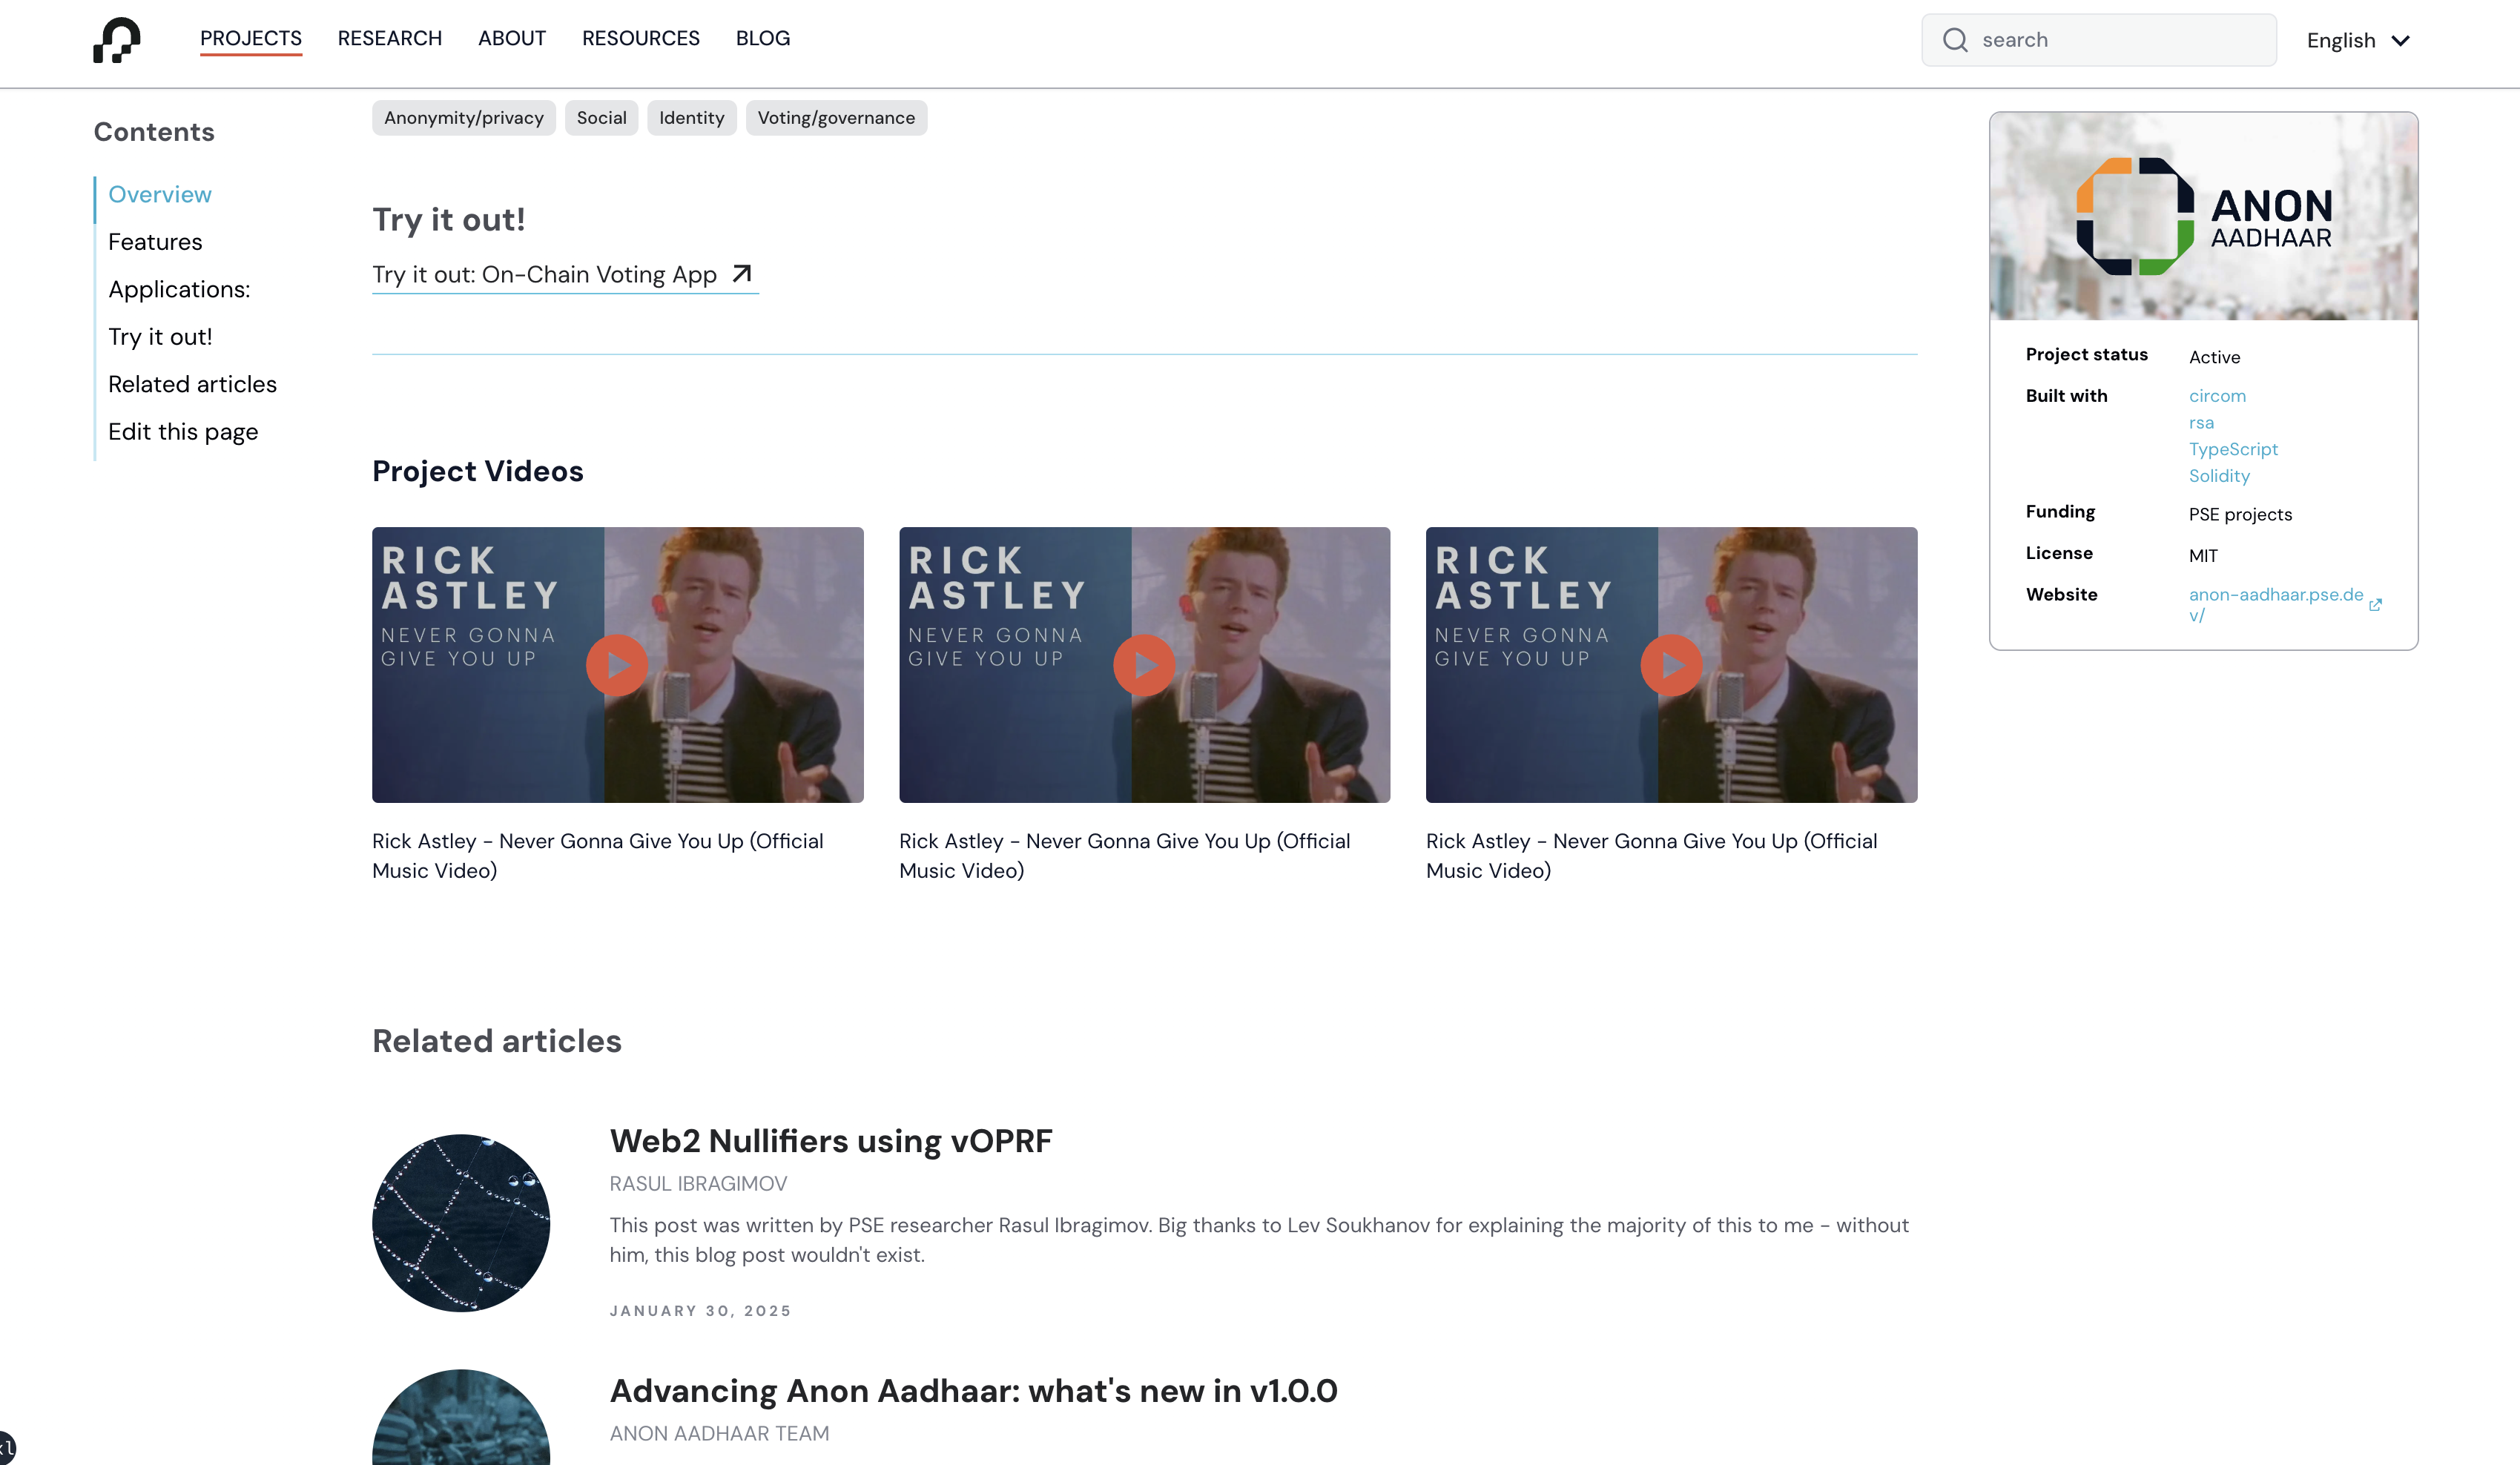 PROJECTS
RESEARCH
ABOUT
RESOURCES
BLOG
search
English
Contents
Overview
Features
Applications:
Try it out!
Related articles
Edit this page
Anonymity/privacy
Social
Identity
Voting/governance
Try it out!
Try it out: On-Chain Voting App
Project Videos
RICK
ASTLEY
NEVER GONNA
GIVE YOU UP
Rick Astley - Never Gonna Give You Up (Official
Music Video)
RICK
ASTLEY
NEVER GONNA
GIVE YOU UP
Rick Astley - Never Gonna Give You Up (Official
Music Video)
RICK
ASTLEY
NEVER GONNA
GIVE YOU UP
Rick Astley - Never Gonna Give You Up (Official
Music Video)
Related articles
Web2 Nullifiers using vOPRF
RASUL IBRAGIMOV
This post was written by PSE researcher Rasul Ibragimov. Big thanks to Lev Soukhanov for explaining the majority of this to me - without
him, this blog post wouldn't exist.
JANUARY 30, 2025
Advancing Anon Aadhaar: what's new in v1.0.0
ANON AADHAAR TEAM
ANON
AADHAAR
Project status
Active
Built with
circom
rsa
TypeScript
Solidity
Funding
PSE projects
License
MIT
Website
anon-aadhaar.pse.de
v/